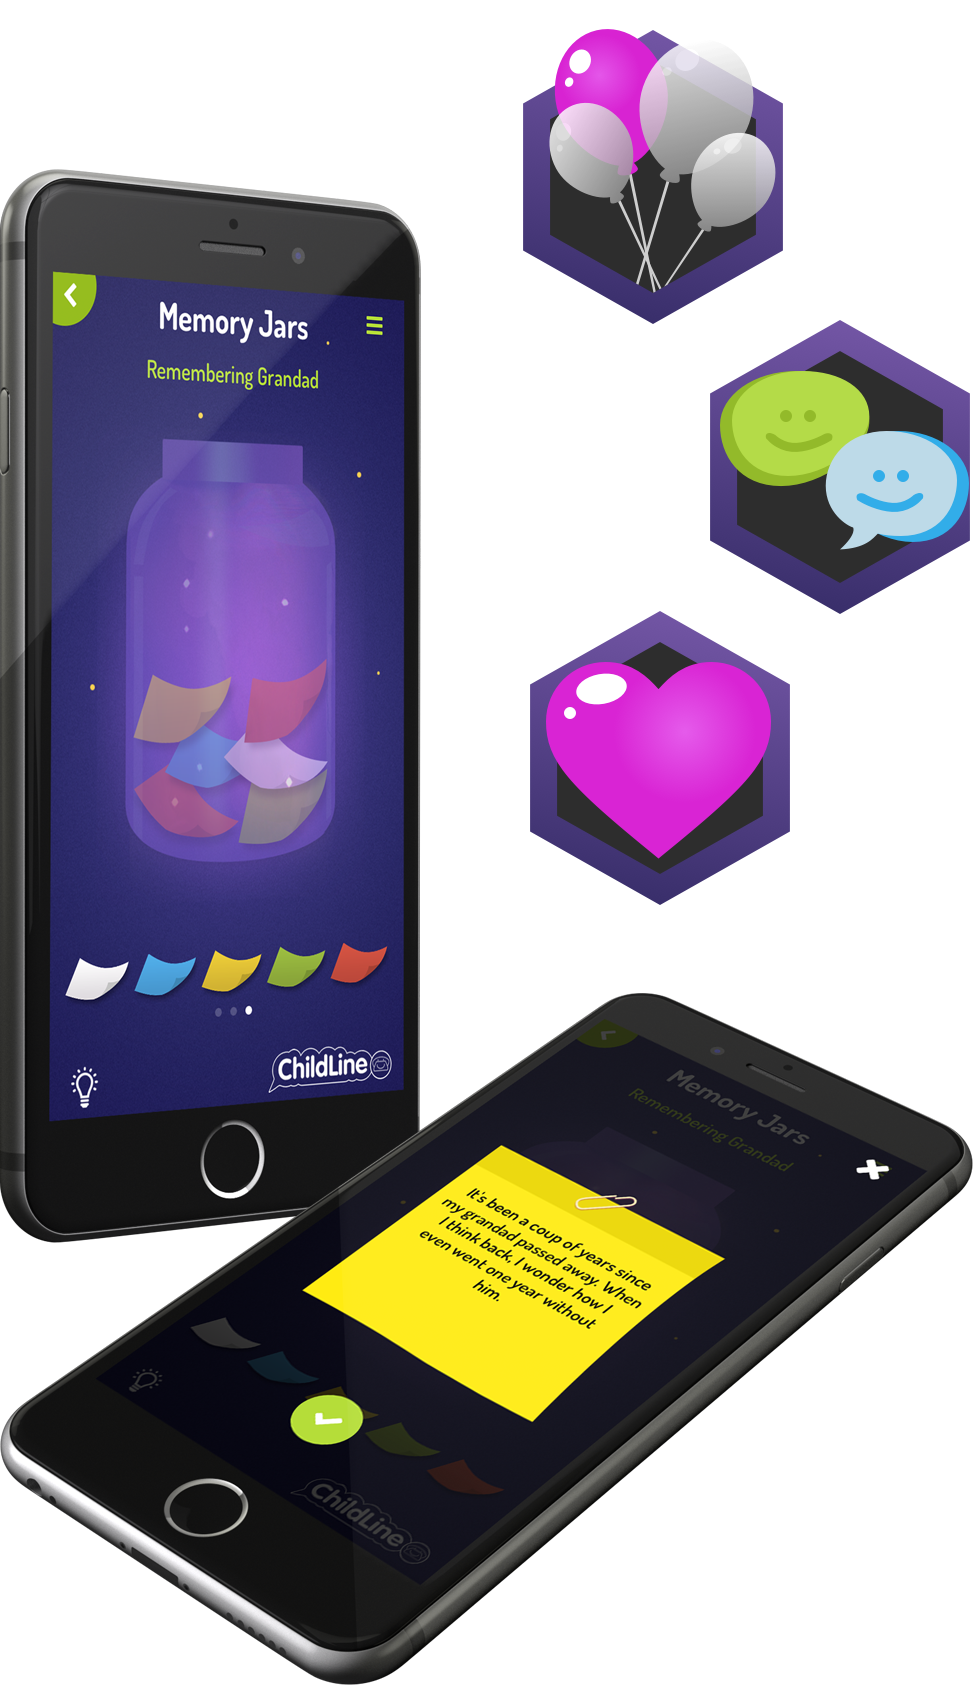 Memory Jars
Remembering Grandad
ChildLine
Memory Jars
Remembering Grandad
It's been a coup of years since
my grandad passed away. When
I think back, I wonder how I
even went one year without
him.
ChildLine